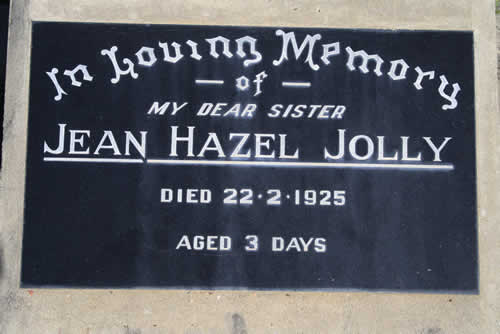 In Loving Memory
— of —
MY DEAR SISTER
JEAN HAZEL JOLLY
DIED 22·2·1925
AGED 3 DAYS